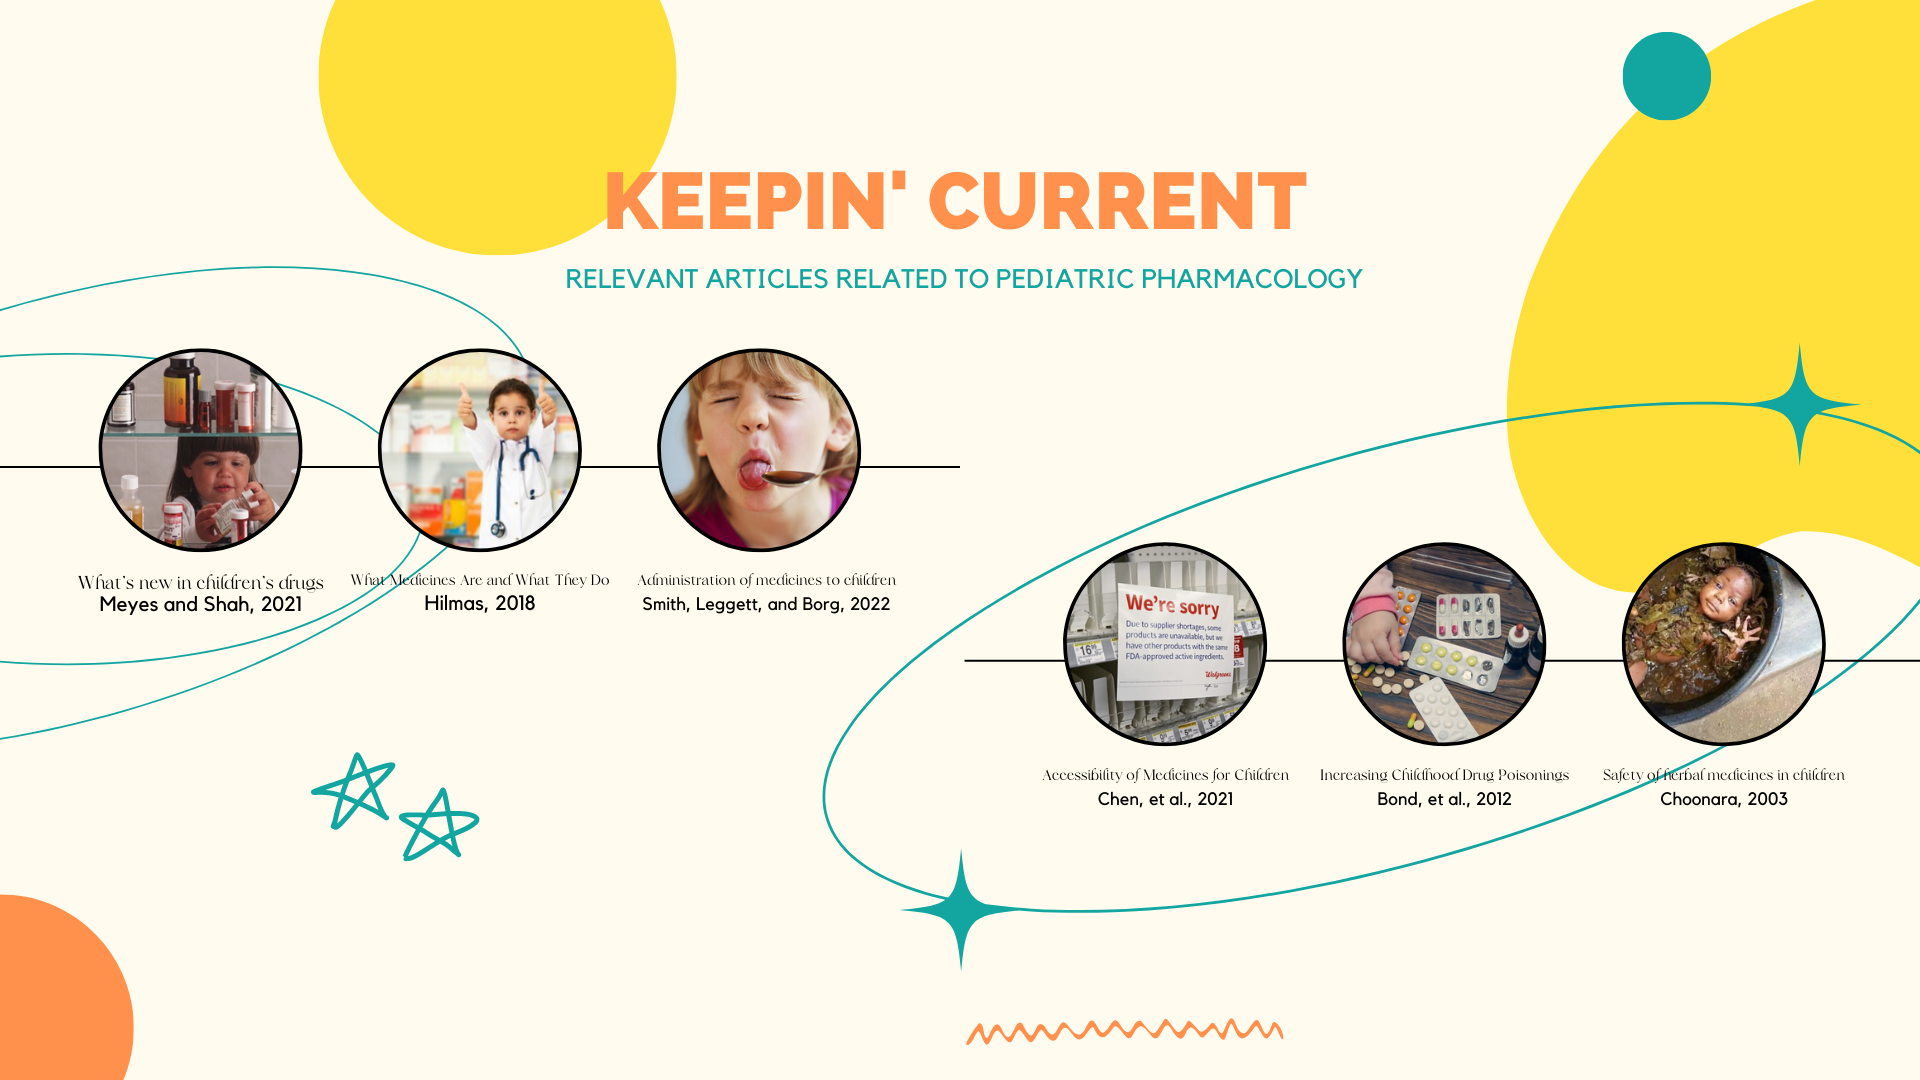 KEEPIN' CURRENT
RELEVANT ARTICLES RELATED TO PEDIATRIC PHARMACOLOGY
What's new in children's drugs
Meyes and Shah, 2021
What Medicines Are and What They Do
Hilmas, 2018
Administration of medicines to children
Smith, Leggett, and Borg, 2022
We're sorry
Due to supplier shortages, some
products are unavailable, but we
have other products with the same
FDA-approved active ingredients.
Walgreens
16
Accessibility of Medicines for Children
Chen, et al., 2021
Increasing Childhood Drug Poisonings
Bond, et al., 2012
Safety of herbal medicines in children
Choonara, 2003